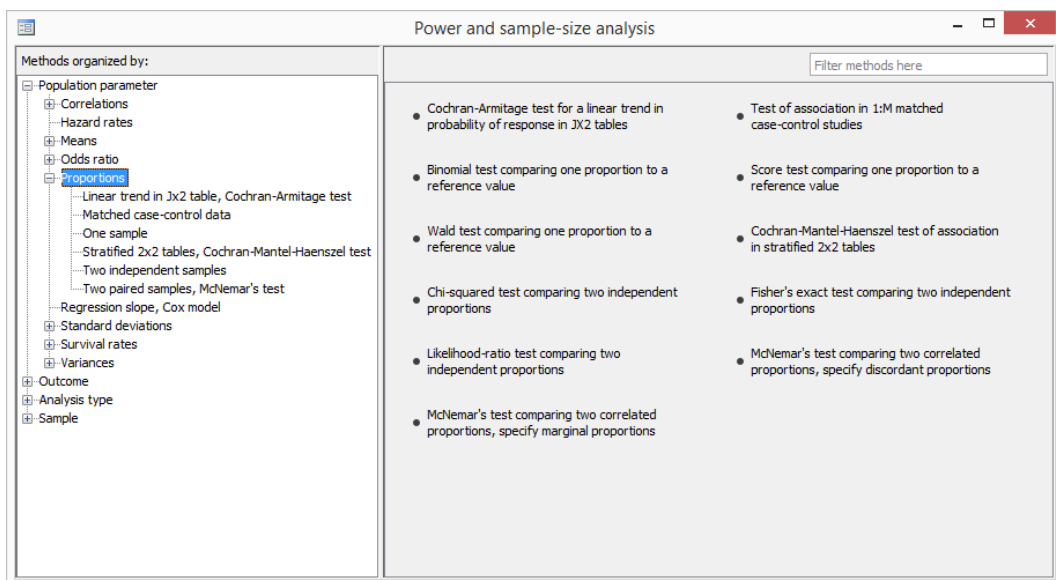 Power and sample-size analysis
Methods organized by:
Filter methods here
Population parameter
Correlations
Hazard rates
Means
Odds ratio
Proportions
Linear trend in Jx2 table, Cochran-Armitage test
Matched case-control data
One sample
Stratified 2x2 tables, Cochran-Mantel-Haenszel test
Two independent samples
Two paired samples, McNemar's test
Regression slope, Cox model
Standard deviations
Survival rates
Variances
Outcome
Analysis type
Sample
Cochran-Armitage test for a linear trend in
probability of response in JX2 tables
Test of association in 1:M matched
case-control studies
Binomial test comparing one proportion to a
reference value
Score test comparing one proportion to a
reference value
Wald test comparing one proportion to a
reference value
Cochran-Mantel-Haenszel test of association
in stratified 2x2 tables
Chi-squared test comparing two independent
proportions
Fisher's exact test comparing two independent
proportions
Likelihood-ratio test comparing two
independent proportions
McNemar's test comparing two correlated
proportions, specify discordant proportions
McNemar's test comparing two correlated
proportions, specify marginal proportions